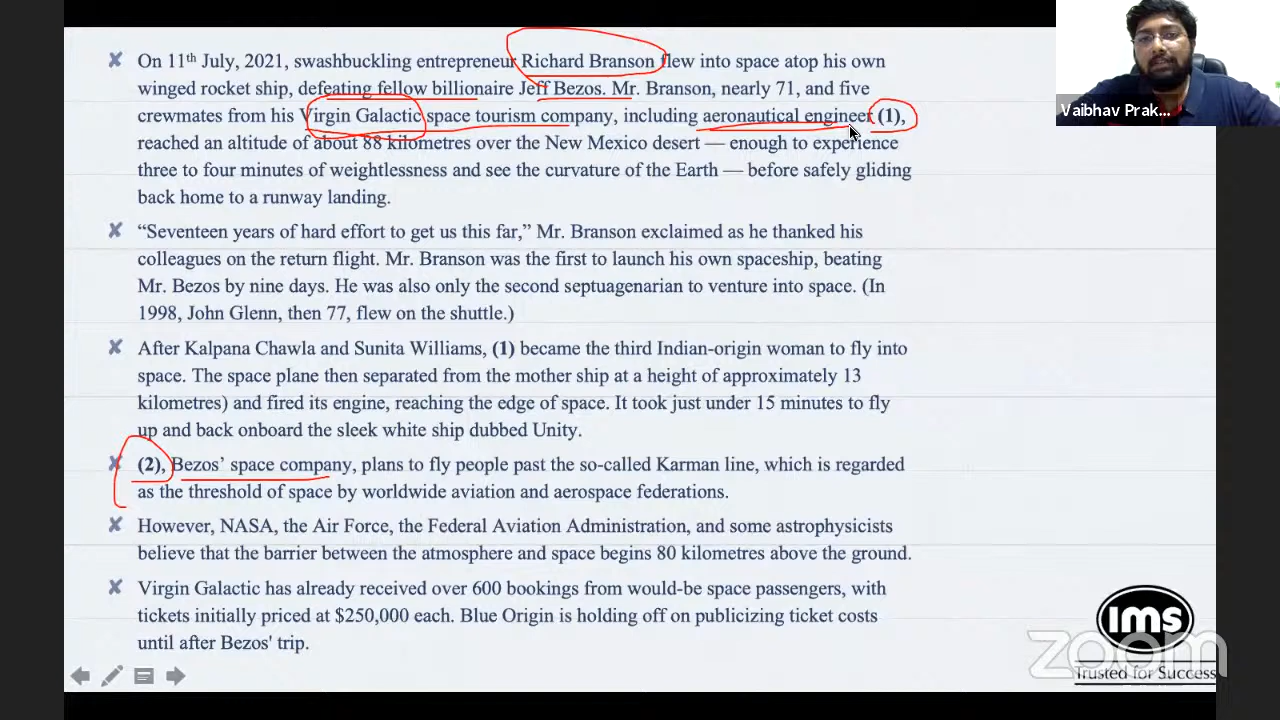 On 11th July, 2021, swashbuckling entrepreneur Richard Branson flew into space atop his own
winged rocket ship, defeating fellow billionaire Jeff Bezos. Mr. Branson, nearly 71, and five
crewmates from his Virgin Galactic space tourism company, including aeronautical engineer (1),
reached an altitude of about 88 kilometres over the New Mexico desert — enough to experience
three to four minutes of weightlessness and see the curvature of the Earth — before safely gliding
back home to a runway landing.
“Seventeen years of hard effort to get us this far,” Mr. Branson exclaimed as he thanked his
colleagues on the return flight. Mr. Branson was the first to launch his own spaceship, beating
Mr. Bezos by nine days. He was also only the second septuagenarian to venture into space. (In
1998, John Glenn, then 77, flew on the shuttle.)
After Kalpana Chawla and Sunita Williams, (1) became the third Indian-origin woman to fly into
space. The space plane then separated from the mother ship at a height of approximately 13
kilometres) and fired its engine, reaching the edge of space. It took just under 15 minutes to fly
up and back onboard the sleek white ship dubbed Unity.
(2), Bezos’ space company, plans to fly people past the so-called Karman line, which is regarded
as the threshold of space by worldwide aviation and aerospace federations.
However, NASA, the Air Force, the Federal Aviation Administration, and some astrophysicists
believe that the barrier between the atmosphere and space begins 80 kilometres above the ground.
Virgin Galactic has already received over 600 bookings from would-be space passengers, with
tickets initially priced at $250,000 each. Blue Origin is holding off on publicizing ticket costs
until after Bezos' trip.
Vaibhav Prak...
ims
zoom
Trusted for Success